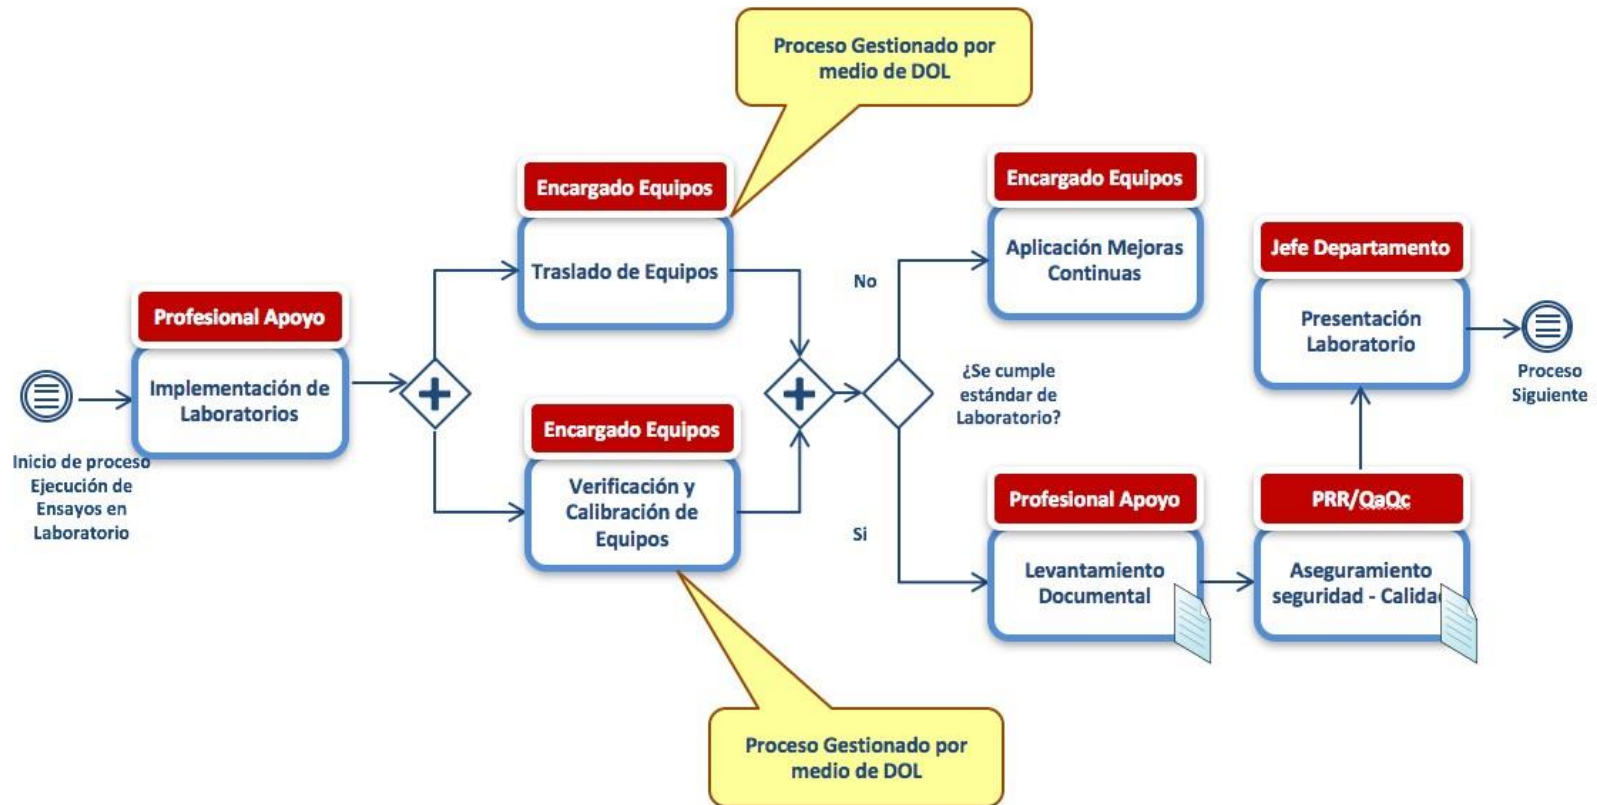 Proceso Gestionado por
medio de DOL
Encargado Equipos
Traslado de Equipos
Encargado Equipos
Aplicación Mejoras
Continuas
Jefe Departamento
Presentación
Laboratorio
Profesional Apoyo
Implementación de
Laboratorios
Inicio de proceso
Ejecución de
Ensayos en
Laboratorio
No
¿Se cumple
estándar de
Laboratorio?
Si
Proceso
Siguiente
Encargado Equipos
Verificación y
Calibración de
Equipos
Profesional Apoyo
Levantamiento
Documental
PRR/QaQc
Aseguramiento
seguridad - Calidad
Proceso Gestionado por
medio de DOL